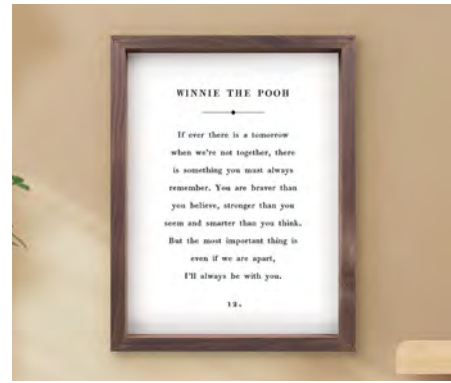 WINNIE THE POOH
If ever there is a tomorrow
when we're not together, there
is something you must always
remember. You are braver than
you believe, stronger than you
seem and smarter than you think.
But the most important thing is
even if we are apart,
I'll always be with you.
12.